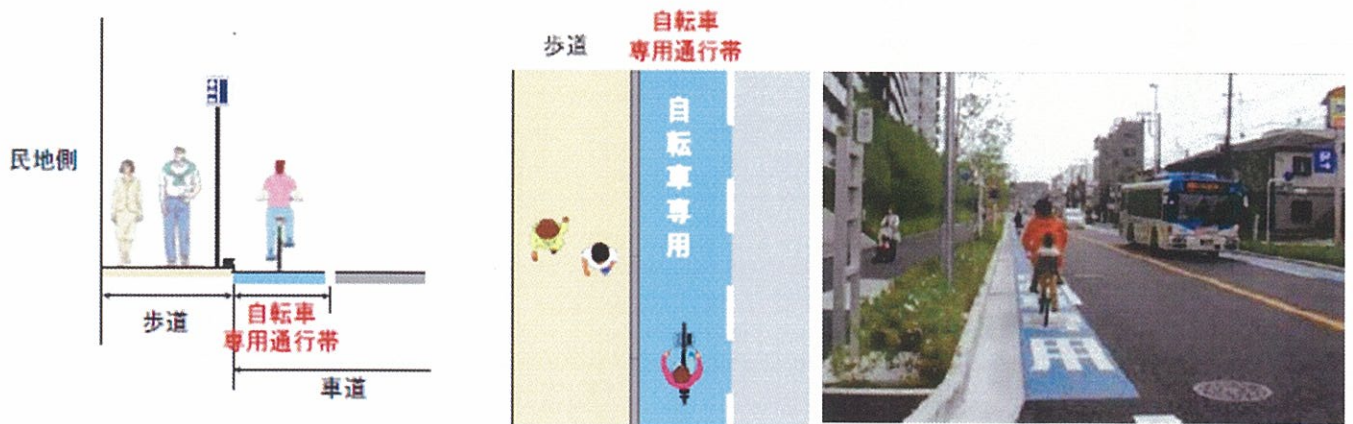 民地側
歩道
自転車
専用通行帯
車道
歩道
自転車
専用通行帯
自転車専用
用